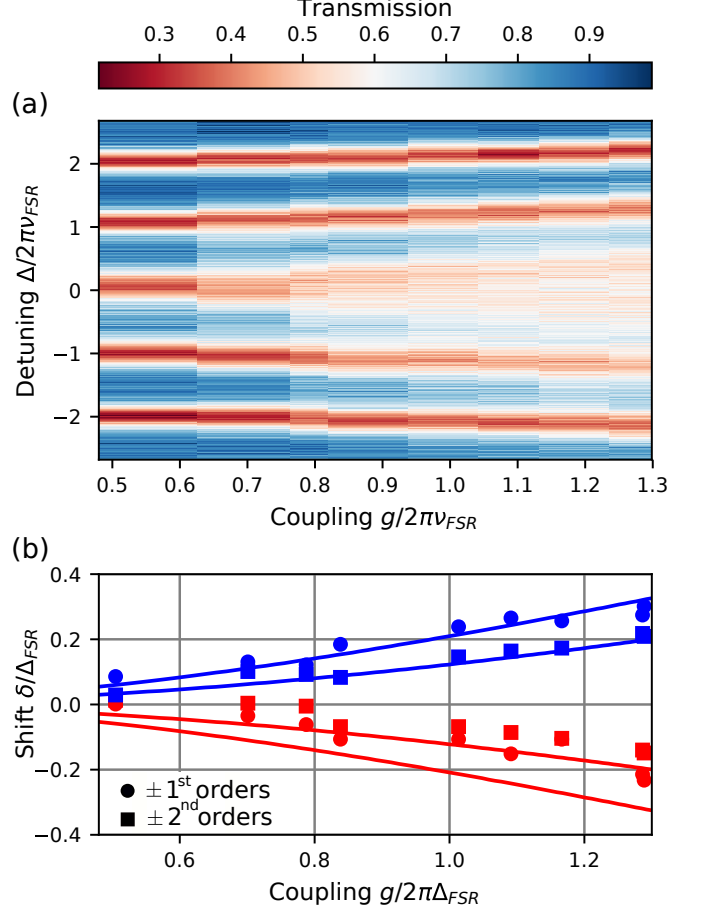 Transmission
0.3 0.4 0.5 0.6 0.7 0.8 0.9
(a)
Detuning Δ/2πν_FSR
2
1
0
−1
−2
0.5 0.6 0.7 0.8 0.9 1.0 1.1 1.2 1.3
Coupling g/2πν_FSR
(b)
Shift δ/Δ_FSR
0.4
0.2
0.0
−0.2
−0.4
±1st orders
±2nd orders
0.6 0.8 1.0 1.2
Coupling g/2πΔ_FSR